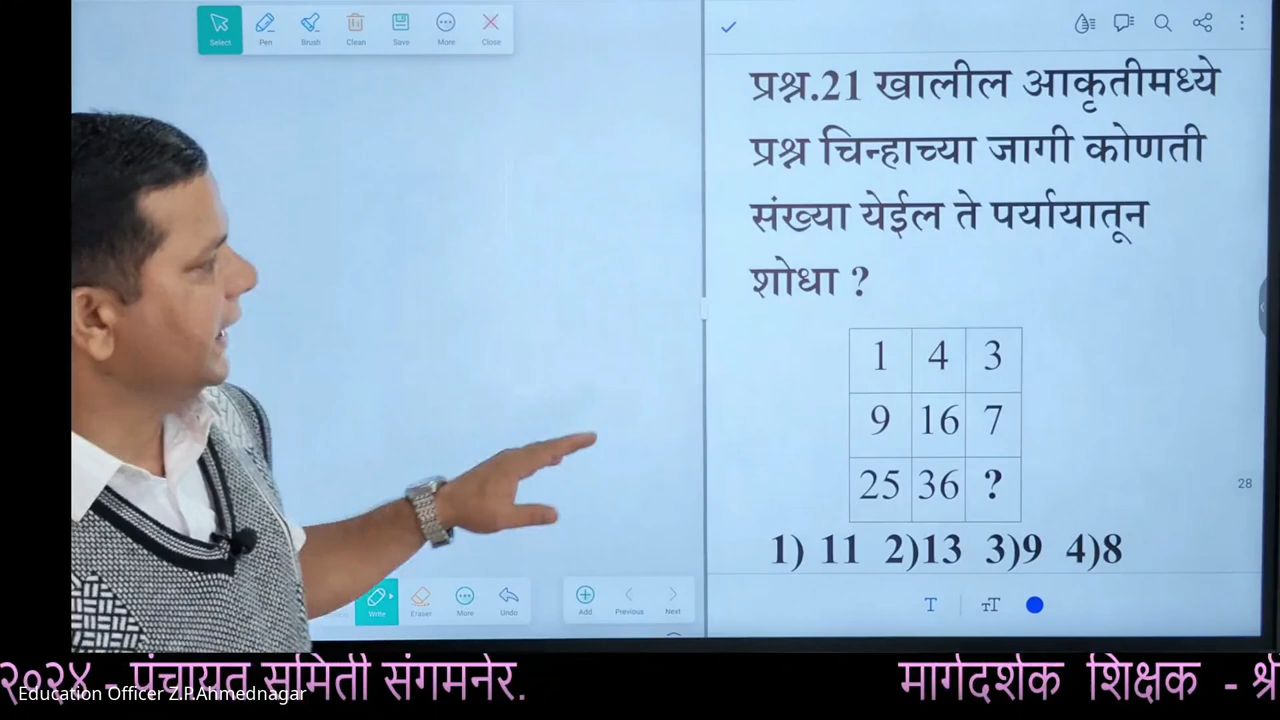 Select Pen Brush Clean Save More Close
प्रश्न.21 खालील आकृतीमध्ये
प्रश्न चिन्हाच्या जागी कोणती
संख्या येईल ते पर्यायातून
शोधा ?
1 4 3
9 16 7
25 36 ?
28
1) 11 2)13 3)9 4)8
Write Eraser More Undo Add Previous Next
T TT
२०२४ - पंचायत समिती संगमनेर. मार्गदर्शक शिक्षक - श्री
Education Officer Z.P.Ahmednagar